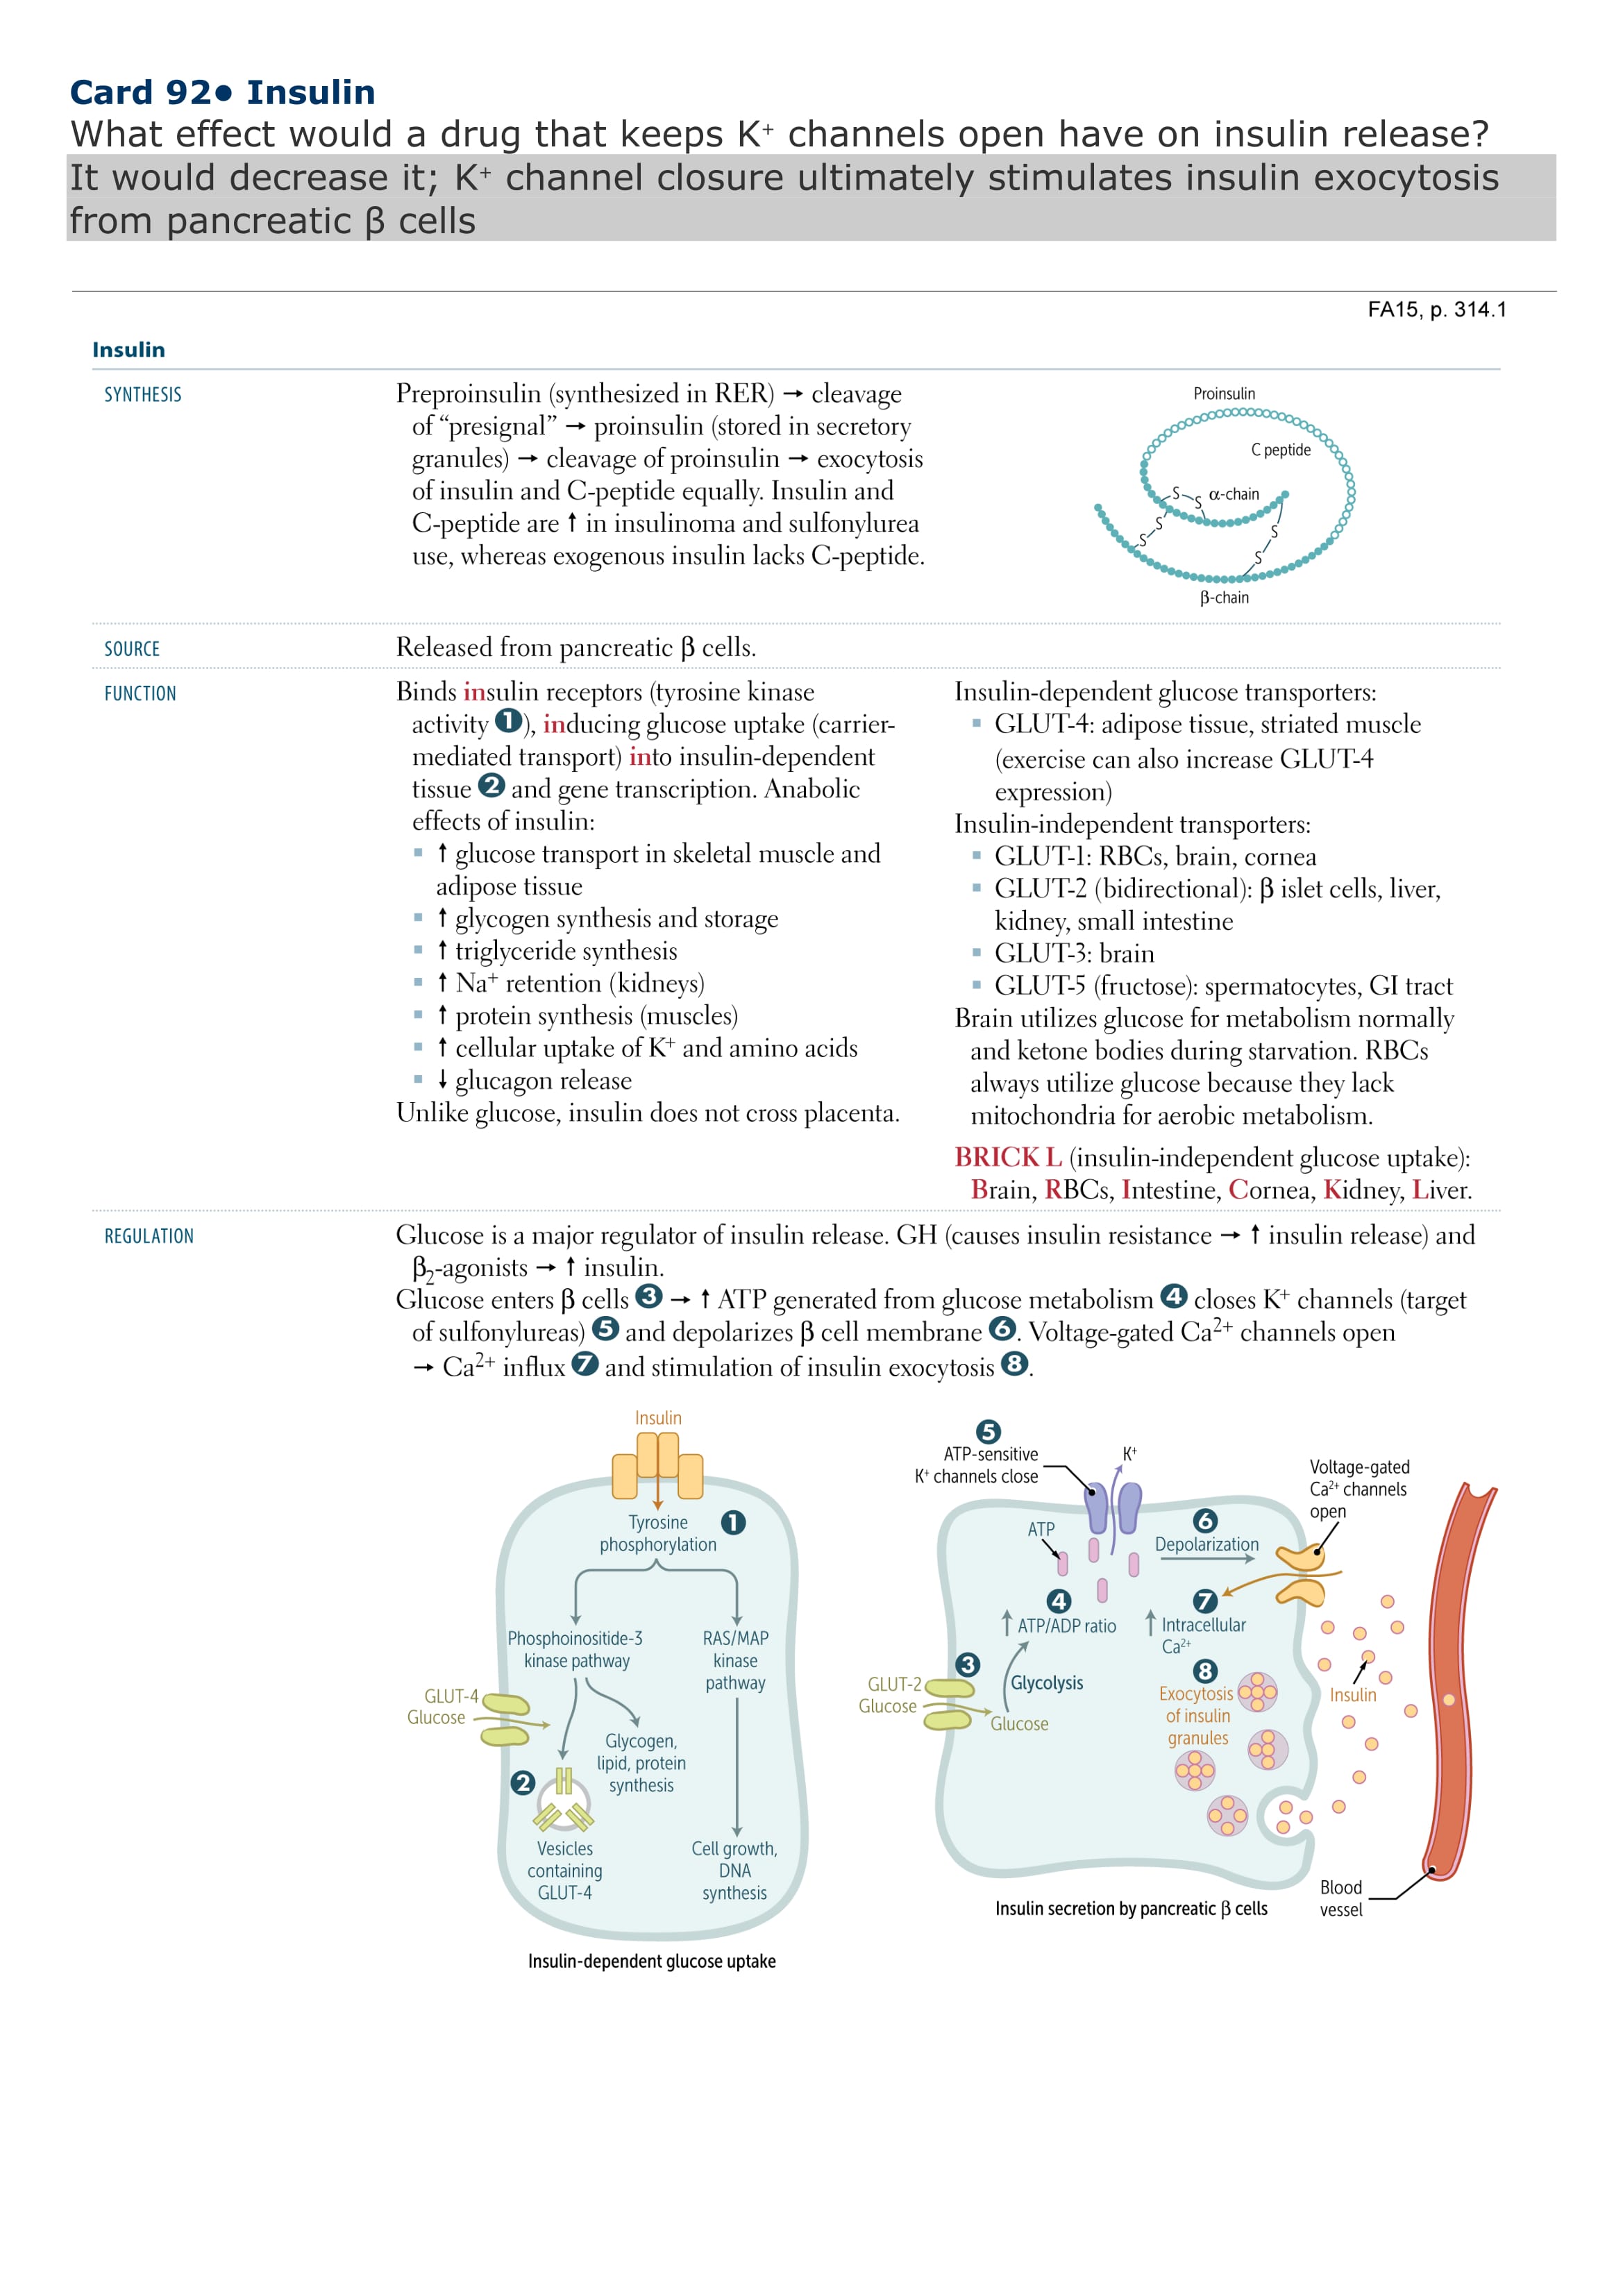 Card 92● Insulin
What effect would a drug that keeps K⁺ channels open have on insulin release?
It would decrease it; K⁺ channel closure ultimately stimulates insulin exocytosis
from pancreatic β cells
FA15, p. 314.1
Insulin
SYNTHESIS
Preproinsulin (synthesized in RER) → cleavage
of “presignal” → proinsulin (stored in secretory
granules) → cleavage of proinsulin → exocytosis
of insulin and C-peptide equally. Insulin and
C-peptide are ↑ in insulinoma and sulfonylurea
use, whereas exogenous insulin lacks C-peptide.
Proinsulin
C peptide
α-chain
S
S
S
S
S
S
β-chain
SOURCE
Released from pancreatic β cells.
FUNCTION
Binds insulin receptors (tyrosine kinase
activity ❶), inducing glucose uptake (carrier-
mediated transport) into insulin-dependent
tissue ❷ and gene transcription. Anabolic
effects of insulin:
▪ ↑ glucose transport in skeletal muscle and
adipose tissue
▪ ↑ glycogen synthesis and storage
▪ ↑ triglyceride synthesis
▪ ↑ Na⁺ retention (kidneys)
▪ ↑ protein synthesis (muscles)
▪ ↑ cellular uptake of K⁺ and amino acids
▪ ↓ glucagon release
Unlike glucose, insulin does not cross placenta.
Insulin-dependent glucose transporters:
▪ GLUT-4: adipose tissue, striated muscle
(exercise can also increase GLUT-4
expression)
Insulin-independent transporters:
▪ GLUT-1: RBCs, brain, cornea
▪ GLUT-2 (bidirectional): β islet cells, liver,
kidney, small intestine
▪ GLUT-3: brain
▪ GLUT-5 (fructose): spermatocytes, GI tract
Brain utilizes glucose for metabolism normally
and ketone bodies during starvation. RBCs
always utilize glucose because they lack
mitochondria for aerobic metabolism.
BRICK L (insulin-independent glucose uptake):
Brain, RBCs, Intestine, Cornea, Kidney, Liver.
REGULATION
Glucose is a major regulator of insulin release. GH (causes insulin resistance → ↑ insulin release) and
β₂-agonists → ↑ insulin.
Glucose enters β cells ❸ → ↑ ATP generated from glucose metabolism ❹ closes K⁺ channels (target
of sulfonylureas) ❺ and depolarizes β cell membrane ❻. Voltage-gated Ca²⁺ channels open
→ Ca²⁺ influx ❼ and stimulation of insulin exocytosis ❽.
Insulin
Tyrosine
phosphorylation
❶
Phosphoinositide-3
kinase pathway
RAS/MAP
kinase
pathway
GLUT-4
Glucose
Glycogen,
lipid, protein
synthesis
❷
Vesicles
containing
GLUT-4
Cell growth,
DNA
synthesis
Insulin-dependent glucose uptake
❺
ATP-sensitive
K⁺ channels close
K⁺
Voltage-gated
Ca²⁺ channels
open
ATP
❻
Depolarization
❹
↑ ATP/ADP ratio
❼
↑ Intracellular
Ca²⁺
❸
GLUT-2
Glucose
Glycolysis
Glucose
❽
Exocytosis
of insulin
granules
Insulin
Blood
vessel
Insulin secretion by pancreatic β cells